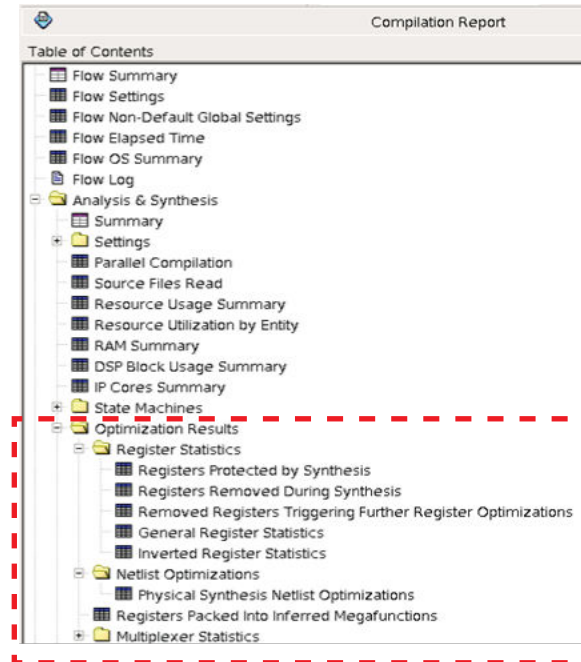 Compilation Report
Table of Contents
Flow Summary
Flow Settings
Flow Non-Default Global Settings
Flow Elapsed Time
Flow OS Summary
Flow Log
Analysis & Synthesis
Summary
Settings
Parallel Compilation
Source Files Read
Resource Usage Summary
Resource Utilization by Entity
RAM Summary
DSP Block Usage Summary
IP Cores Summary
State Machines
Optimization Results
Register Statistics
Registers Protected by Synthesis
Registers Removed During Synthesis
Removed Registers Triggering Further Register Optimizations
General Register Statistics
Inverted Register Statistics
Netlist Optimizations
Physical Synthesis Netlist Optimizations
Registers Packed Into Inferred Megafunctions
Multiplexer Statistics